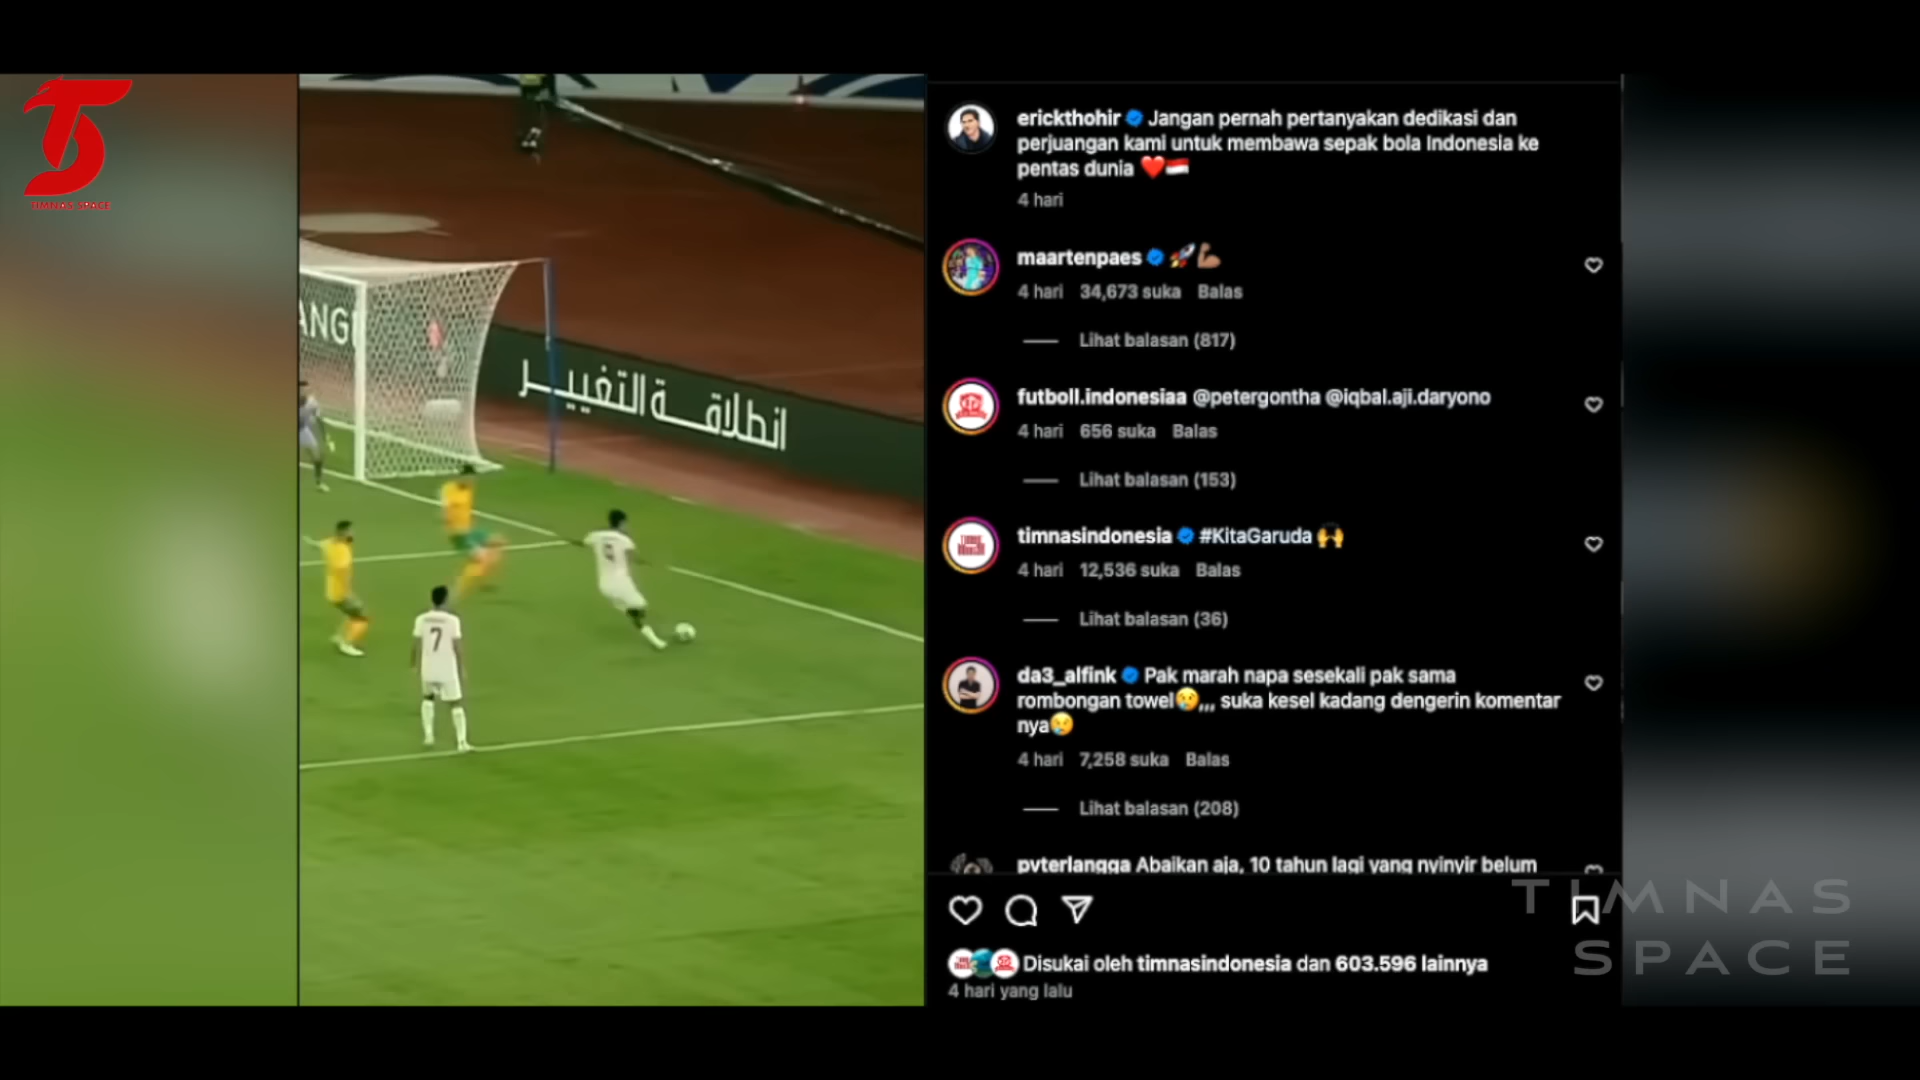 TIMNAS SPACE
ANG
انطلاقة التغيير
9
7
erickthohir Jangan pernah pertanyakan dedikasi dan
perjuangan kami untuk membawa sepak bola Indonesia ke
pentas dunia ❤️🇮🇩
4 hari
maartenpaes 🚀💪🏽
4 hari 34,673 suka Balas
Lihat balasan (817)
futboll.indonesiaa @petergontha @iqbal.aji.daryono
4 hari 656 suka Balas
Lihat balasan (153)
timnasindonesia #KitaGaruda 🙌
4 hari 12,536 suka Balas
Lihat balasan (36)
da3_alfink Pak marah napa sesekali pak sama
rombongan towel😢,,, suka kesel kadang dengerin komentar
nya😢
4 hari 7,258 suka Balas
Lihat balasan (208)
pyterlangga Abaikan aja, 10 tahun lagi yang nyinyir belum
Disukai oleh timnasindonesia dan 603.596 lainnya
4 hari yang lalu
TIMNAS
SPACE